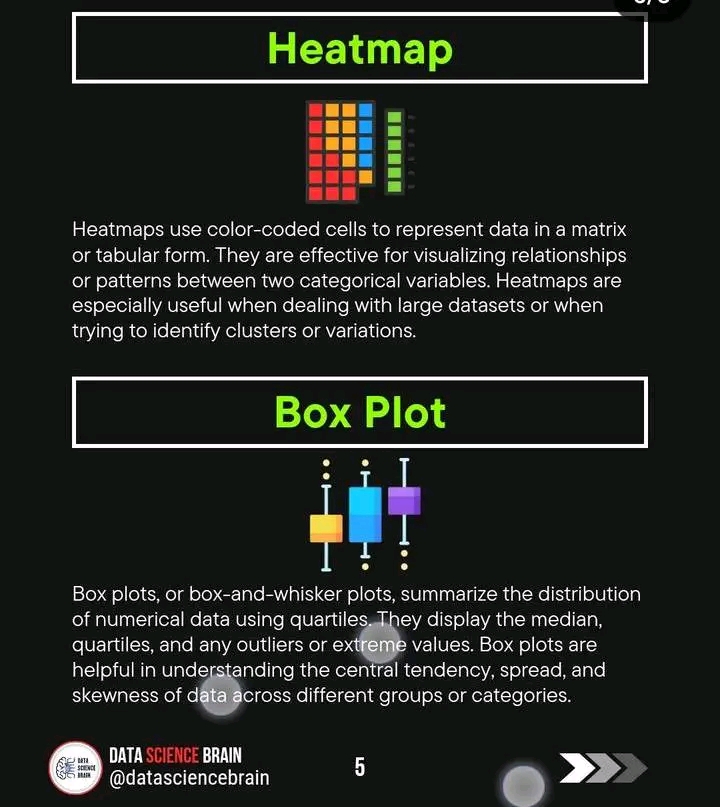 Heatmap
Heatmaps use color-coded cells to represent data in a matrix
or tabular form. They are effective for visualizing relationships
or patterns between two categorical variables. Heatmaps are
especially useful when dealing with large datasets or when
trying to identify clusters or variations.
Box Plot
Box plots, or box-and-whisker plots, summarize the distribution
of numerical data using quartiles. They display the median,
quartiles, and any outliers or extreme values. Box plots are
helpful in understanding the central tendency, spread, and
skewness of data across different groups or categories.
DATA
SCIENCE
BRAIN
DATA SCIENCE BRAIN
@datasciencebrain
5